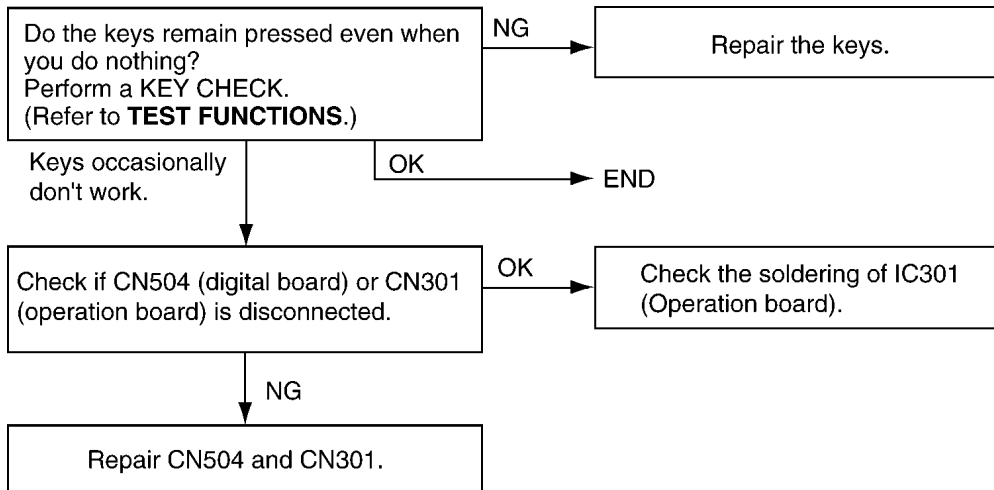 Do the keys remain pressed even when
you do nothing?
Perform a KEY CHECK.
(Refer to TEST FUNCTIONS.)
NG
Repair the keys.
Keys occasionally
don't work.
OK
END
Check if CN504 (digital board) or CN301
(operation board) is disconnected.
OK
Check the soldering of IC301
(Operation board).
NG
Repair CN504 and CN301.